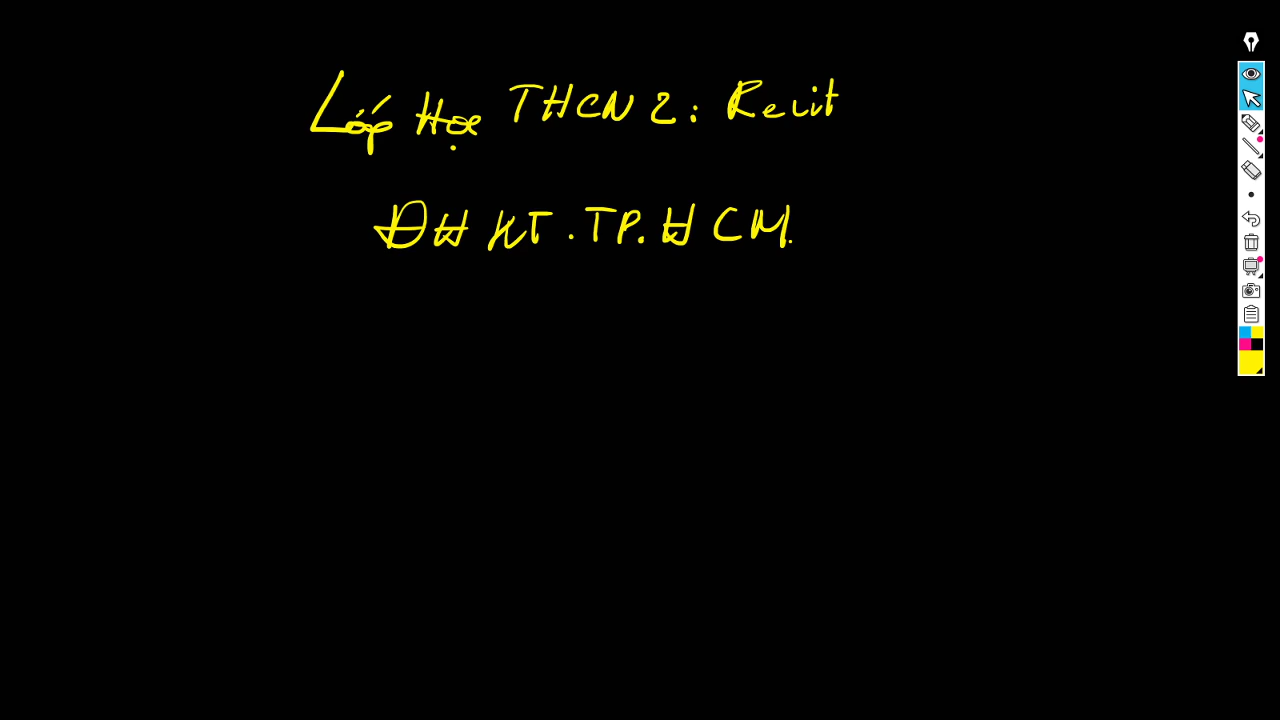 Lớp Học THCN 2: Revit
ĐH KT. TP. HCM.